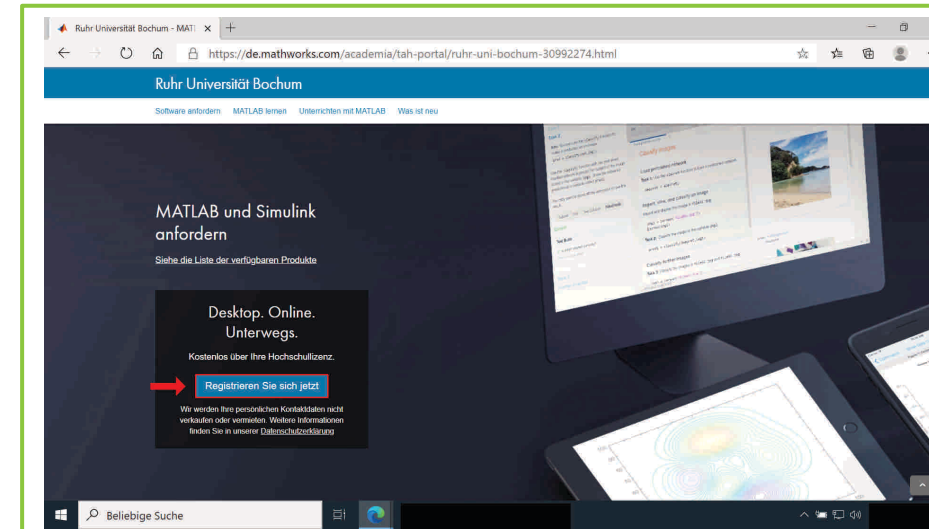 Ruhr Universität Bochum - MAT
https://de.mathworks.com/academia/tah-portal/ruhr-uni-bochum-30992274.html
Ruhr Universität Bochum
Software anfordern MATLAB lernen Unterrichten mit MATLAB Was ist neu
MATLAB und Simulink
anfordern
Siehe die Liste der verfügbaren Produkte
Desktop. Online.
Unterwegs.
Kostenlos über Ihre Hochschullizenz.
Registrieren Sie sich jetzt
Wir werden Ihre persönlichen Kontaktdaten nicht
verkaufen oder vermieten. Weitere Informationen
finden Sie in unserer Datenschutzerklärung
Beliebige Suche